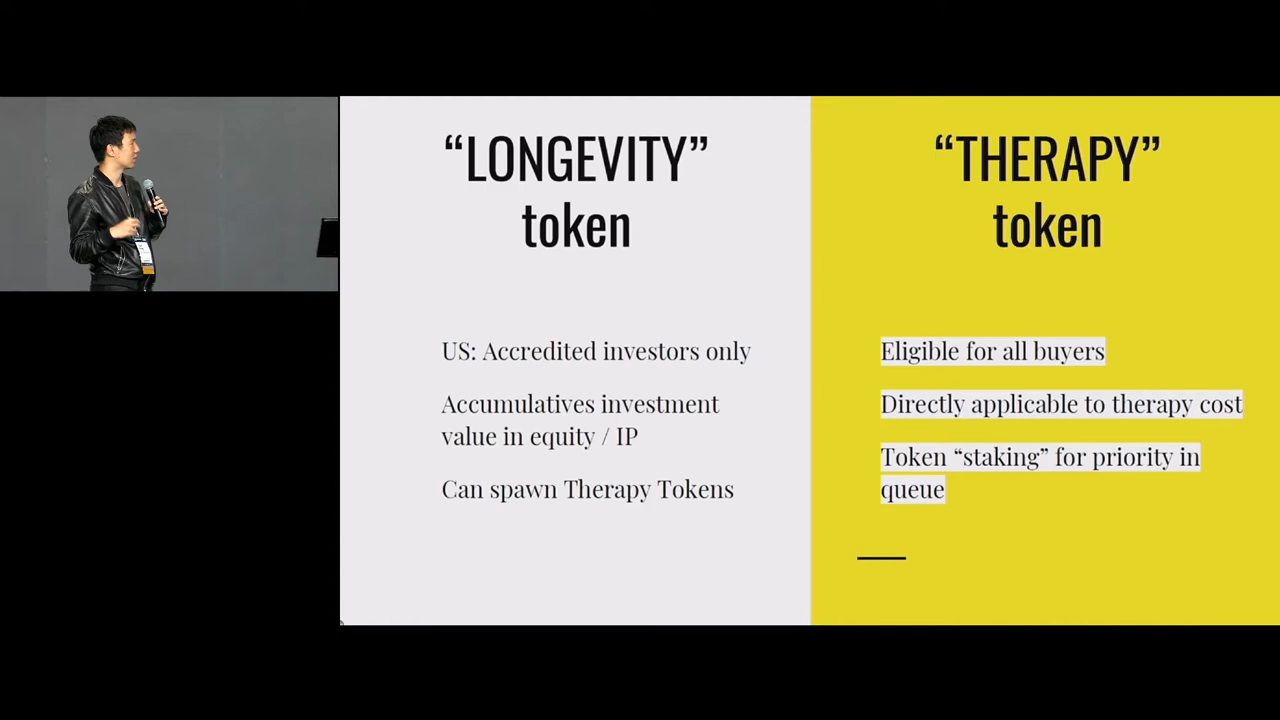 “LONGEVITY”
token
US: Accredited investors only
Accumulatives investment
value in equity / IP
Can spawn Therapy Tokens
“THERAPY”
token
Eligible for all buyers
Directly applicable to therapy cost
Token “staking” for priority in
queue